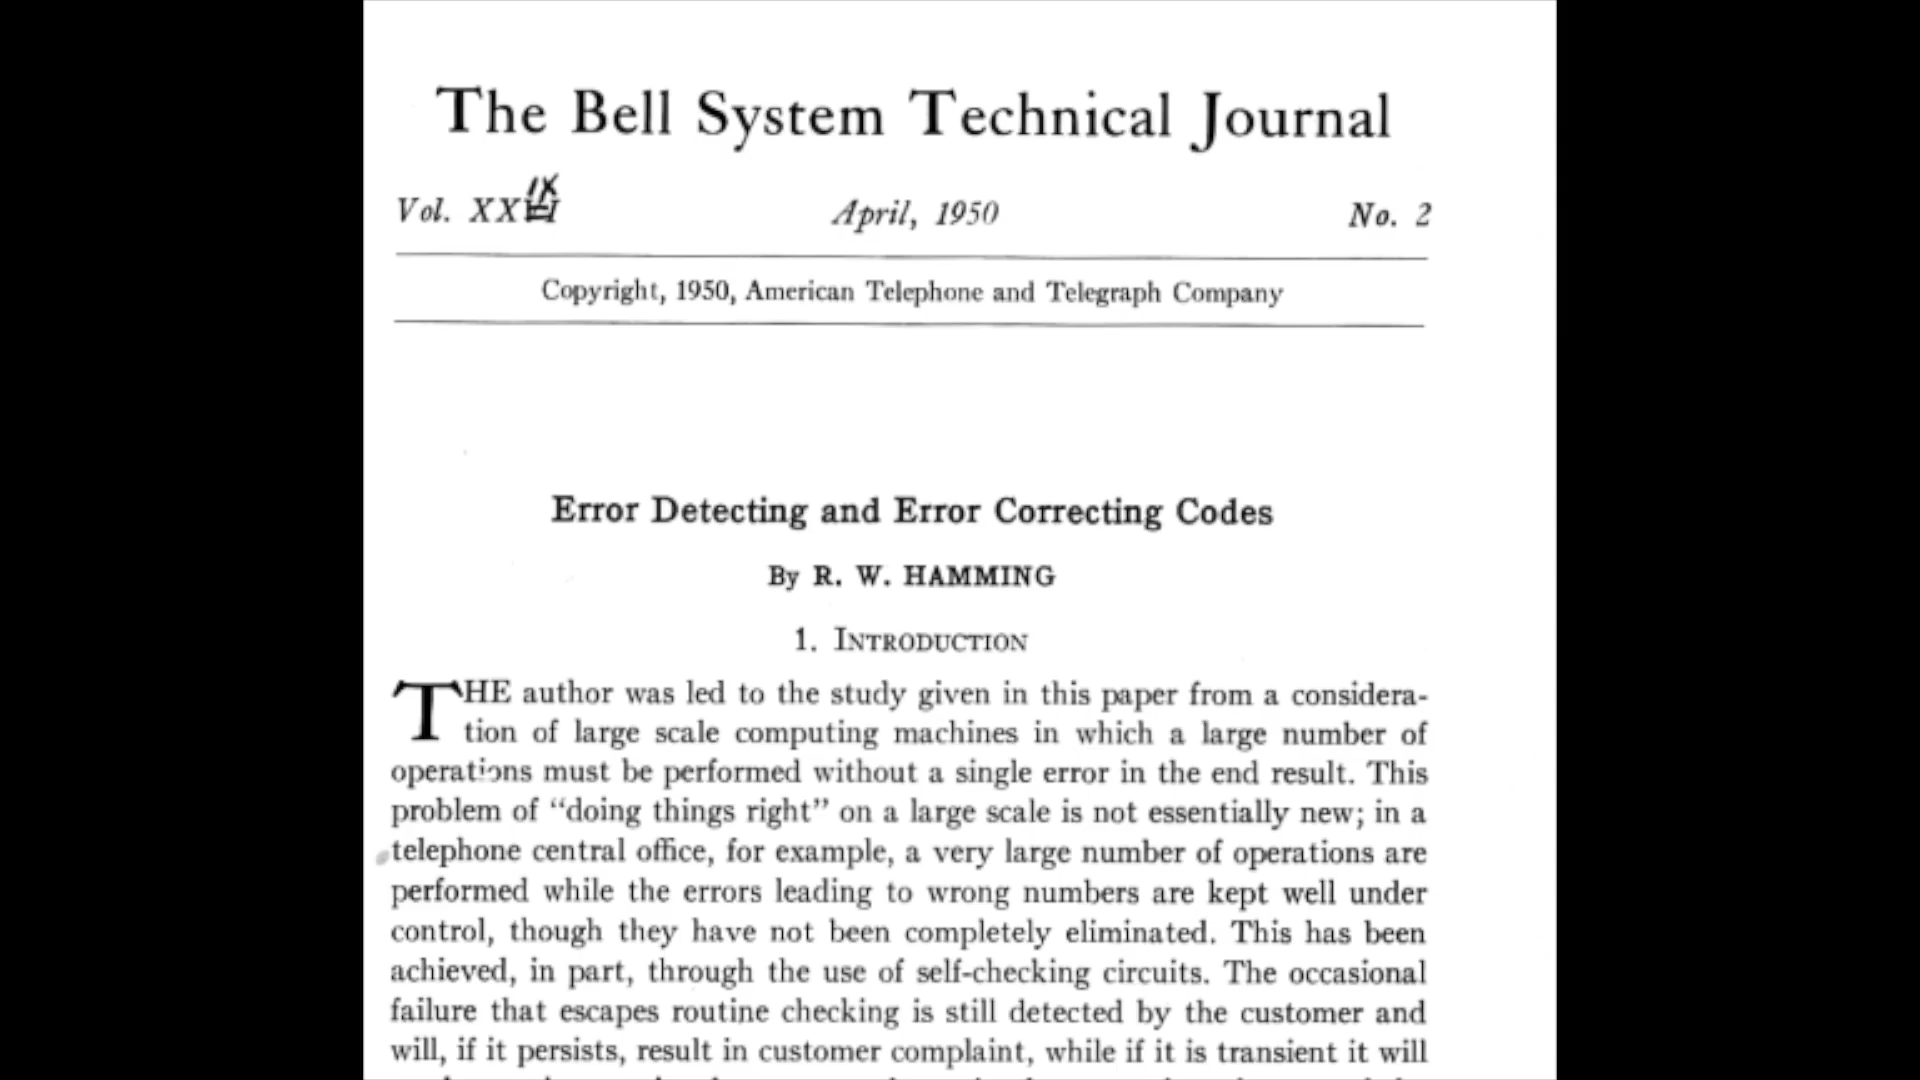 The Bell System Technical Journal
Vol. XX IX April, 1950 No. 2
Copyright, 1950, American Telephone and Telegraph Company
Error Detecting and Error Correcting Codes
By R. W. HAMMING
1. INTRODUCTION
THE author was led to the study given in this paper from a considera-
tion of large scale computing machines in which a large number of
operations must be performed without a single error in the end result. This
problem of “doing things right” on a large scale is not essentially new; in a
telephone central office, for example, a very large number of operations are
performed while the errors leading to wrong numbers are kept well under
control, though they have not been completely eliminated. This has been
achieved, in part, through the use of self-checking circuits. The occasional
failure that escapes routine checking is still detected by the customer and
will, if it persists, result in customer complaint, while if it is transient it will